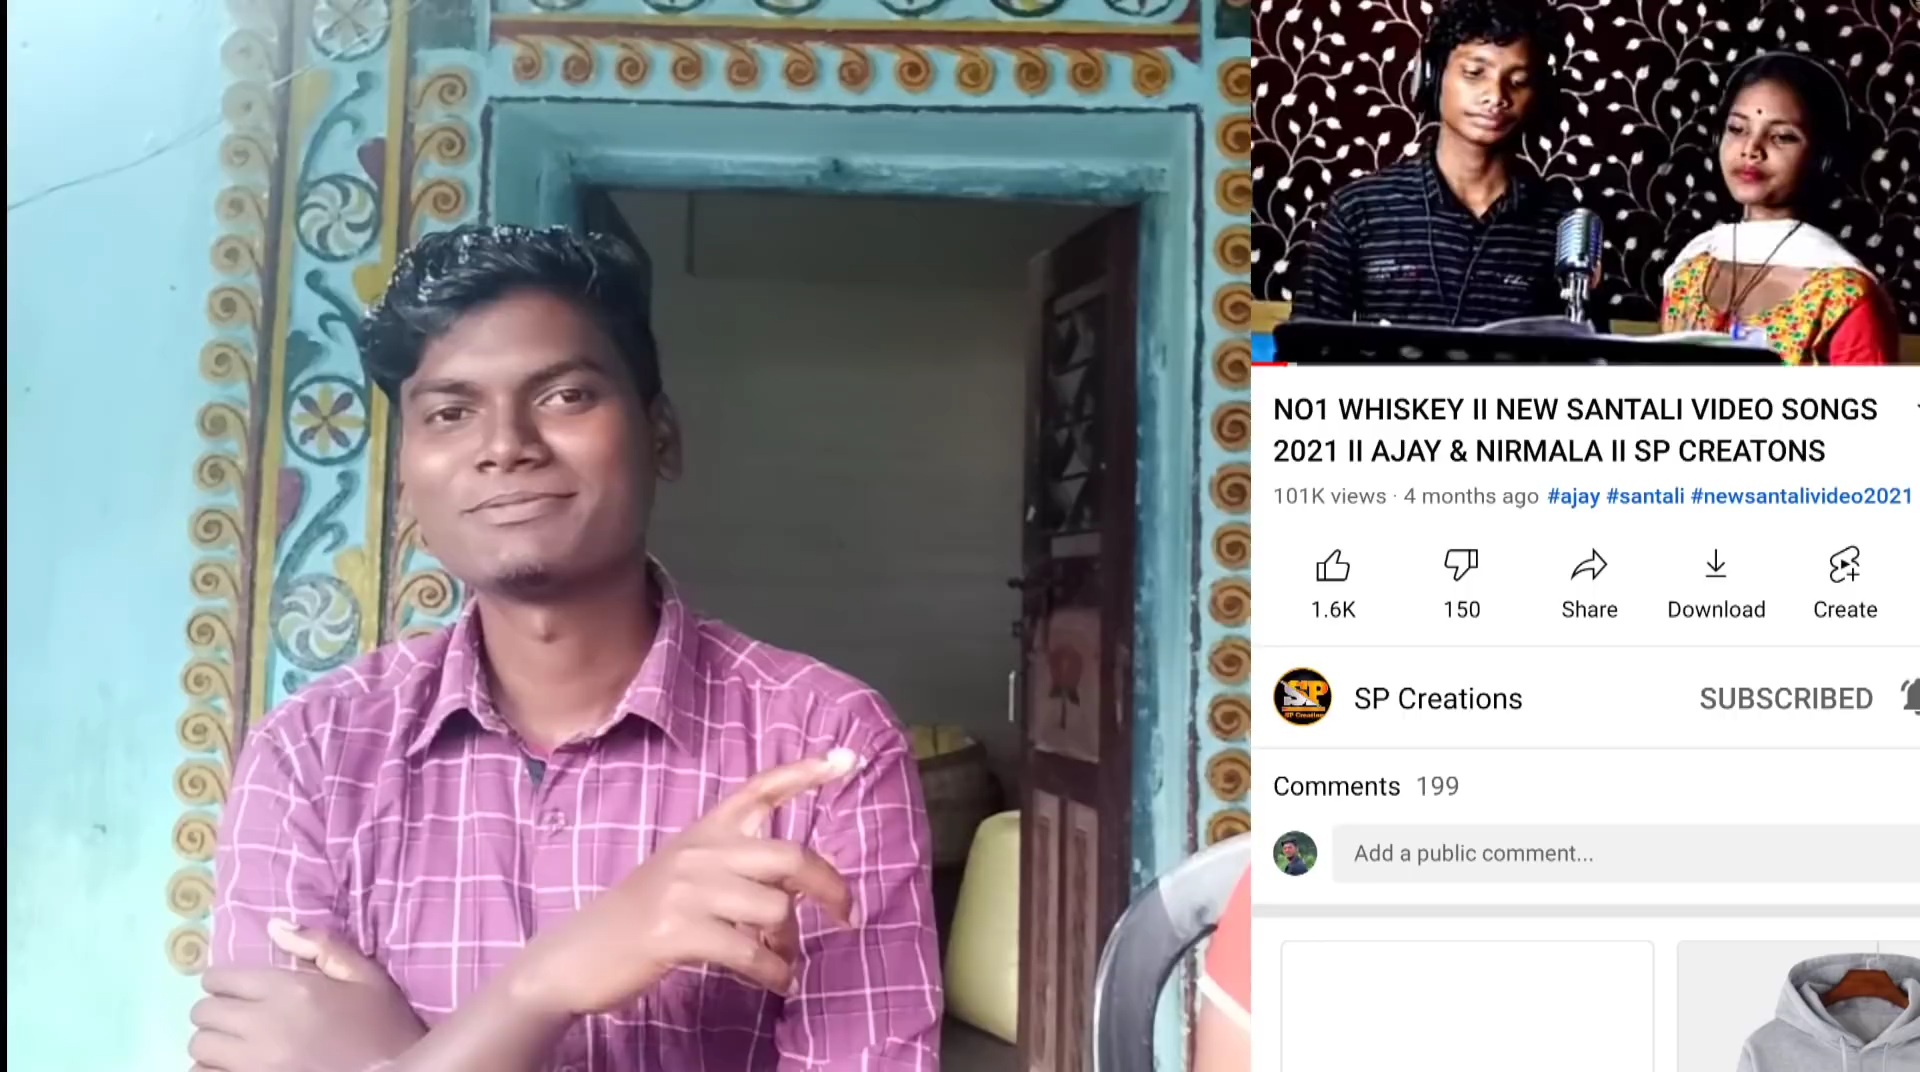 NO1 WHISKEY II NEW SANTALI VIDEO SONGS
2021 II AJAY & NIRMALA II SP CREATONS
101K views · 4 months ago #ajay #santali #newsantalivideo2021
1.6K
150
Share
Download
Create
SP
SP Creations
SUBSCRIBED
Comments 199
Add a public comment...